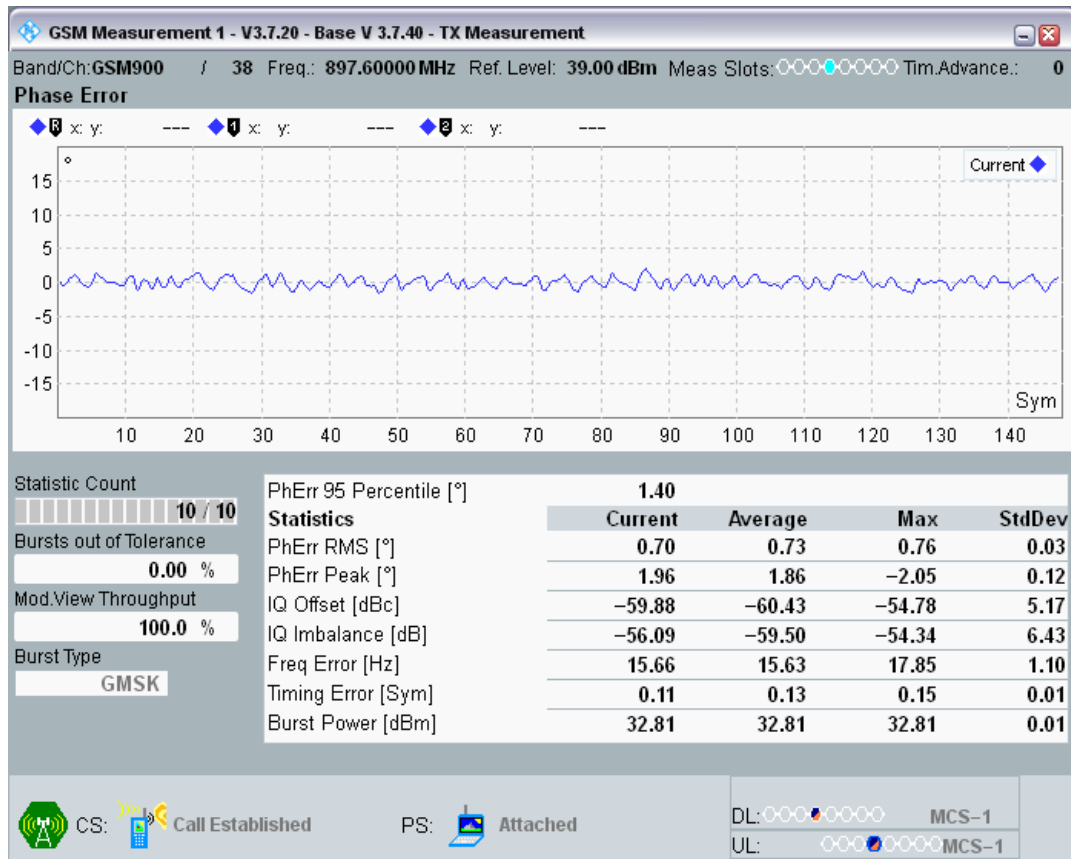 GSM Measurement 1 - V3.7.20 - Base V 3.7.40 - TX Measurement
Band/Ch:GSM900 / 38 Freq.: 897.60000 MHz Ref. Level: 39.00 dBm Meas Slots: Tim.Advance.: 0
Phase Error
R x: y: --- 1 x: y: --- 2 x: y: ---
° Current
15
10
5
0
-5
-10
-15
Sym
10 20 30 40 50 60 70 80 90 100 110 120 130 140
Statistic Count
10 / 10
Bursts out of Tolerance
0.00 %
Mod.View Throughput
100.0 %
Burst Type
GMSK
PhErr 95 Percentile [°] 1.40
Statistics Current Average Max StdDev
PhErr RMS [°] 0.70 0.73 0.76 0.03
PhErr Peak [°] 1.96 1.86 −2.05 0.12
IQ Offset [dBc] −59.88 −60.43 −54.78 5.17
IQ Imbalance [dB] −56.09 −59.50 −54.34 6.43
Freq Error [Hz] 15.66 15.63 17.85 1.10
Timing Error [Sym] 0.11 0.13 0.15 0.01
Burst Power [dBm] 32.81 32.81 32.81 0.01
CS: Call Established PS: Attached
DL: MCS−1
UL: MCS−1